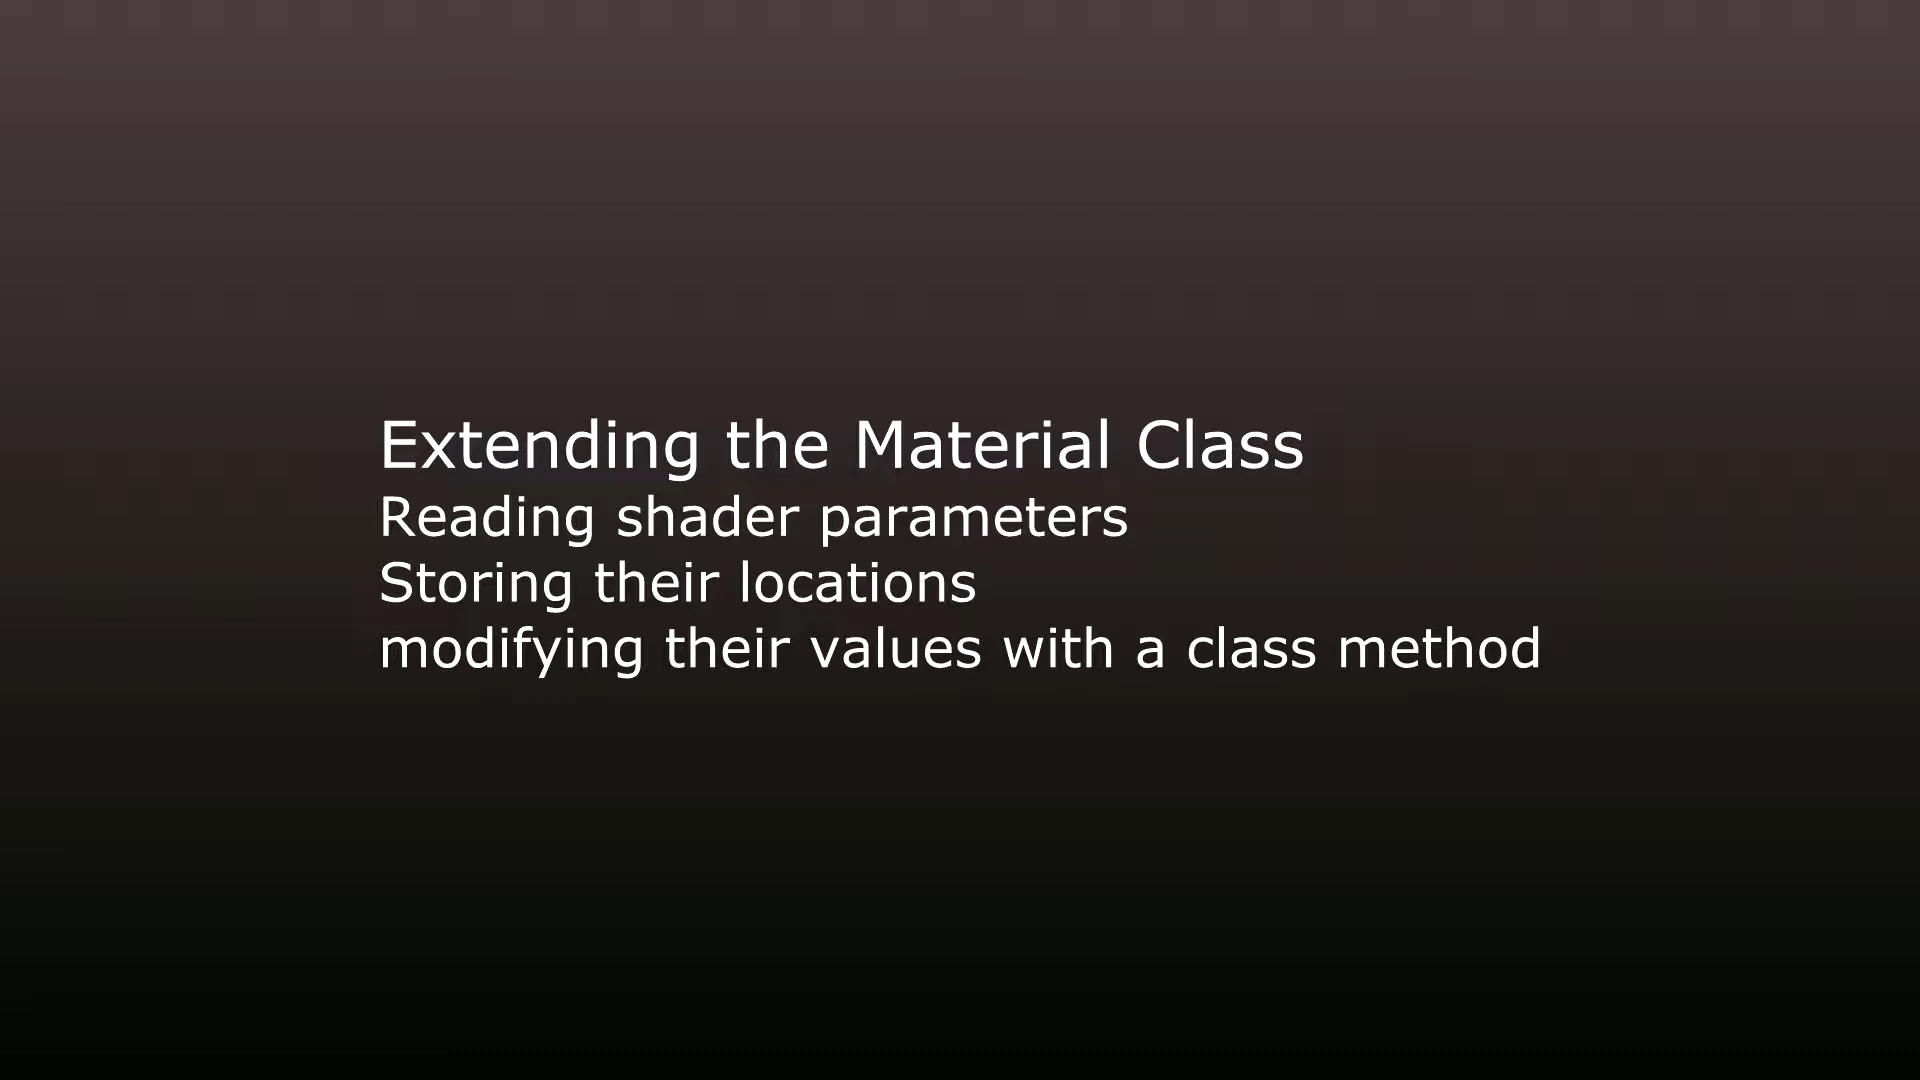 Extending the Material Class
Reading shader parameters
Storing their locations
modifying their values with a class method